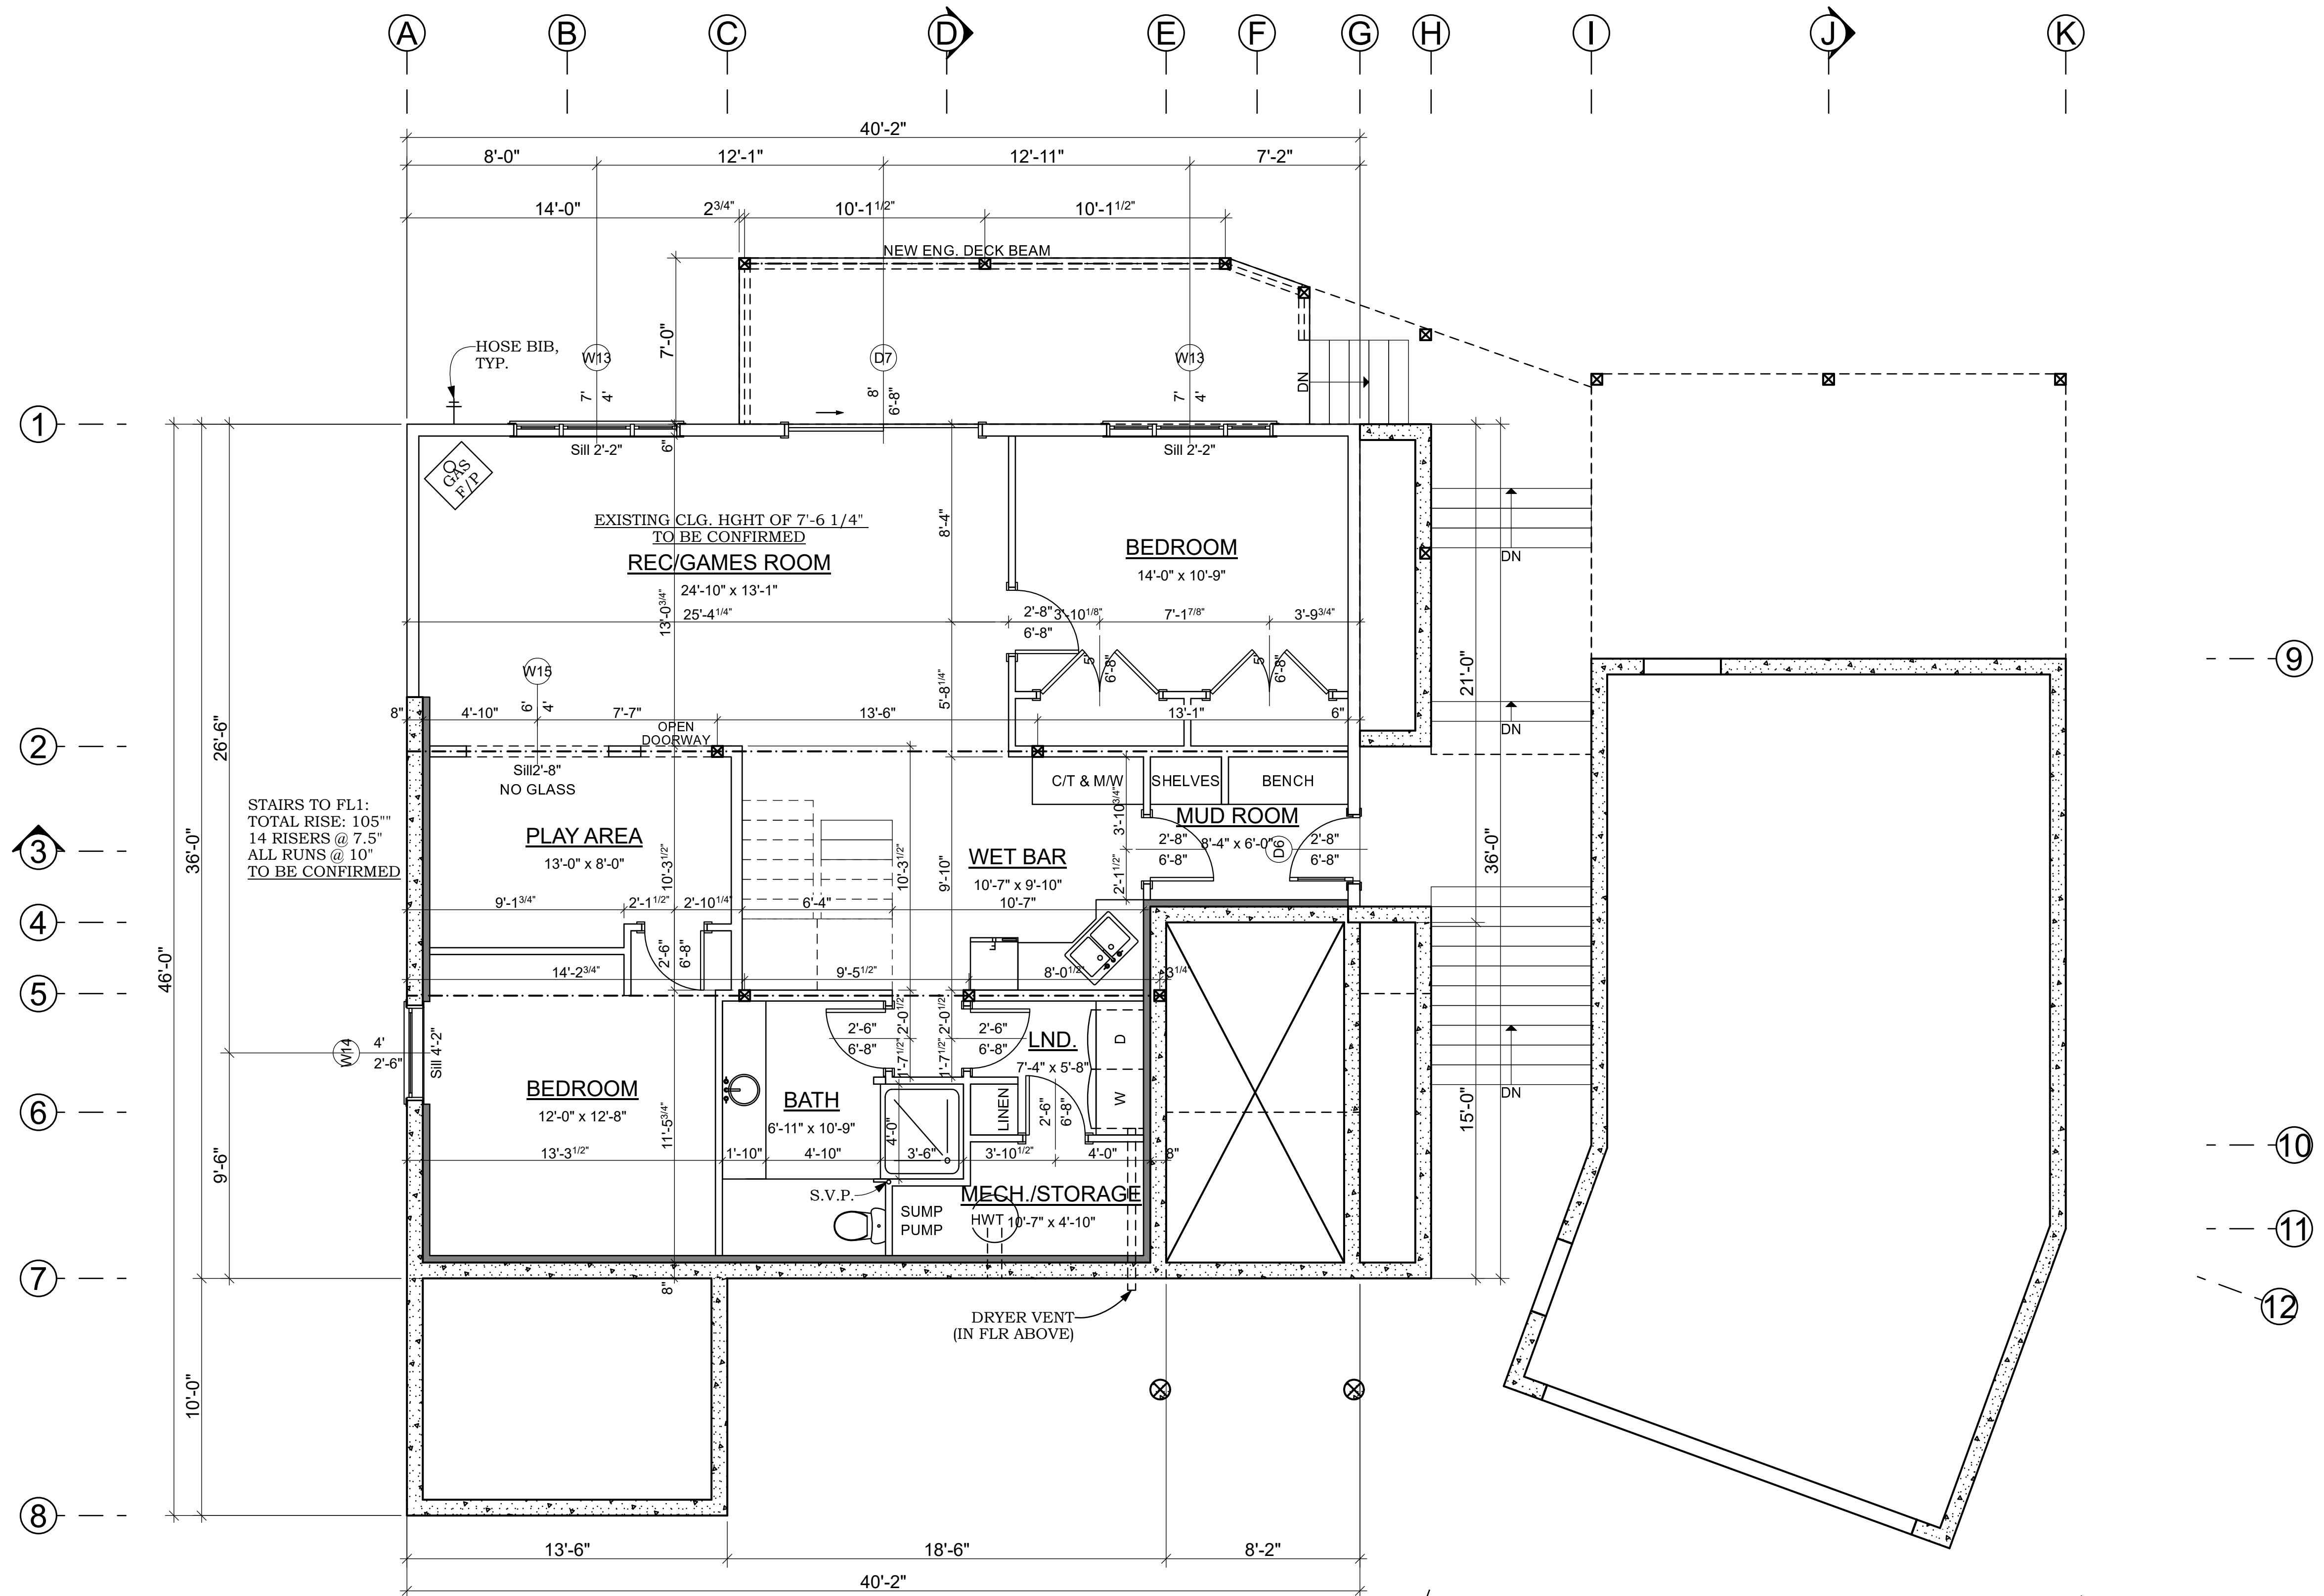 A B C D E F G H I J K
40'-2"
8'-0" 12'-1" 12'-11" 7'-2"
14'-0" 2 3/4" 10'-1 1/2" 10'-1 1/2"
NEW ENG. DECK BEAM
7'-0"
HOSE BIB,
TYP.
W13
7'
4'
D7
8'
6'-8"
W13
7'
4'
DN
1
Sill 2'-2"
6"
Sill 2'-2"
GAS
F/P
EXISTING CLG. HGHT OF 7'-6 1/4"
TO BE CONFIRMED
REC/GAMES ROOM
24'-10" x 13'-1"
25'-4 1/4"
13'-0 3/4"
8'-4"
BEDROOM
14'-0" x 10'-9"
2'-8"
6'-8"
3'-10 1/8" 7'-1 7/8" 3'-9 3/4"
5'
6'-8"
5'
6'-8"
DN
21'-0"
9
W15
6'
4'
5'-8 1/4"
8" 4'-10" 7'-7" 13'-6" 13'-1" 6"
OPEN
DOORWAY
DN
2
26'-6"
Sill2'-8"
NO GLASS
C/T & M/W SHELVES BENCH
STAIRS TO FL1:
TOTAL RISE: 105""
14 RISERS @ 7.5"
ALL RUNS @ 10"
TO BE CONFIRMED
3
36'-0"
46'-0"
PLAY AREA
13'-0" x 8'-0"
10'-3 1/2"
10'-3 1/2"
9'-10"
WET BAR
10'-7" x 9'-10"
MUD ROOM
8'-4" x 6'-0"
3'-10 3/4"
2'-1 1/2"
2'-8"
6'-8"
D6
2'-8"
6'-8"
36'-0"
9'-1 3/4" 2'-1 1/2" 2'-10 1/4" 6'-4" 10'-7"
4
2'-6"
6'-8"
F
14'-2 3/4" 9'-5 1/2" 8'-0 1/2" 3 1/4"
5
W14
4'
2'-6"
Sill 4'-2"
2'-6"
6'-8"
2'-0 1/2"
1'-7 1/2"
2'-0 1/2"
1'-7 1/2"
2'-6"
6'-8"
LND.
7'-4" x 5'-8"
D
W
BEDROOM
12'-0" x 12'-8"
11'-5 3/4"
BATH
6'-11" x 10'-9"
4'-0"
LINEN
2'-6"
6'-8"
DN
15'-0"
6
10
9'-6"
13'-3 1/2" 1'-10" 4'-10" 3'-6" 3'-10 1/2" 4'-0" 8"
S.V.P.
MECH./STORAGE
10'-7" x 4'-10"
SUMP
PUMP
HWT
11
7
8"
12
DRYER VENT
(IN FLR ABOVE)
10'-0"
8
13'-6" 18'-6" 8'-2"
40'-2"